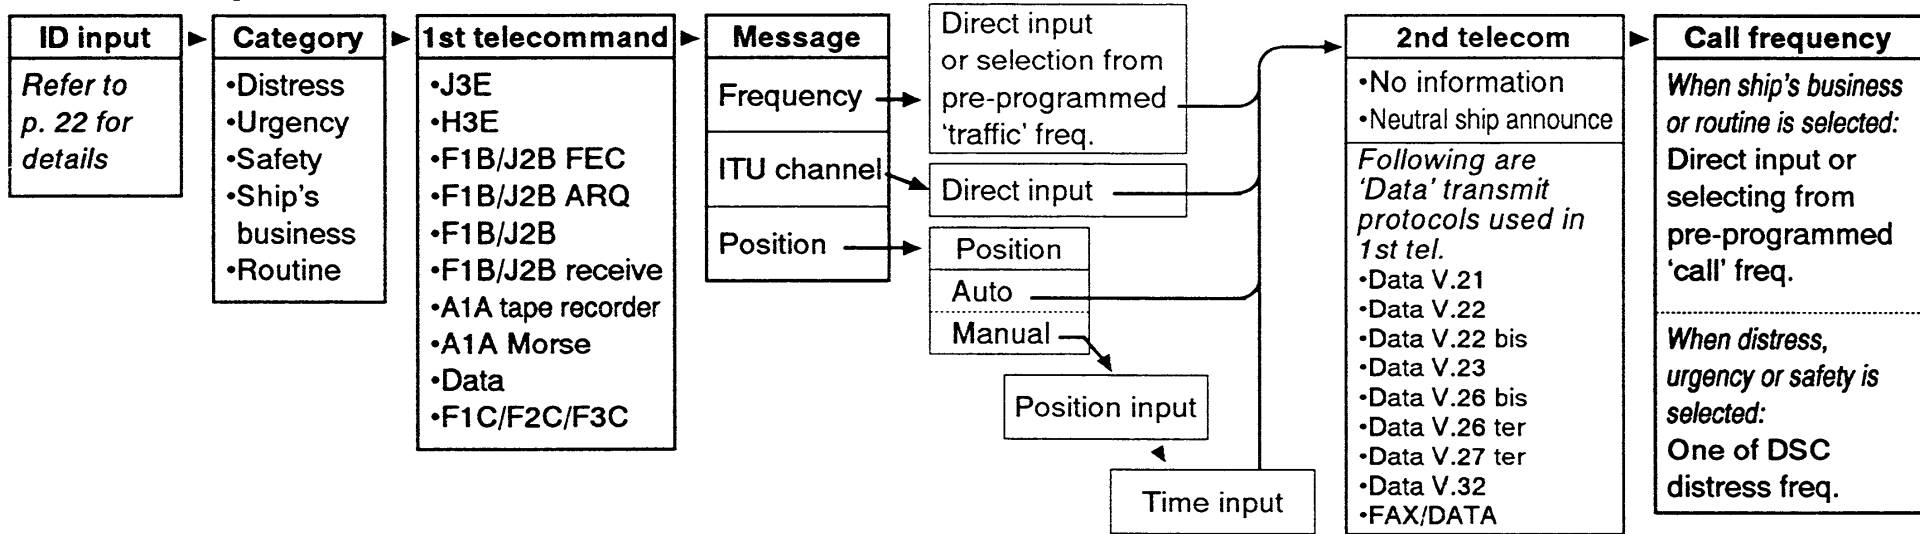 ID input
Refer to
p. 22 for
details
Category
•Distress
•Urgency
•Safety
•Ship's
business
•Routine
1st telecommand
•J3E
•H3E
•F1B/J2B FEC
•F1B/J2B ARQ
•F1B/J2B
•F1B/J2B receive
•A1A tape recorder
•A1A Morse
•Data
•F1C/F2C/F3C
Message
Frequency
ITU channel
Position
Direct input
or selection from
pre-programmed
'traffic' freq.
Direct input
Position
Auto
Manual
Position input
Time input
2nd telecom
•No information
•Neutral ship announce
Following are
'Data' transmit
protocols used in
1st tel.
•Data V.21
•Data V.22
•Data V.22 bis
•Data V.23
•Data V.26 bis
•Data V.26 ter
•Data V.27 ter
•Data V.32
•FAX/DATA
Call frequency
When ship's business
or routine is selected:
Direct input or
selecting from
pre-programmed
'call' freq.
When distress,
urgency or safety is
selected:
One of DSC
distress freq.